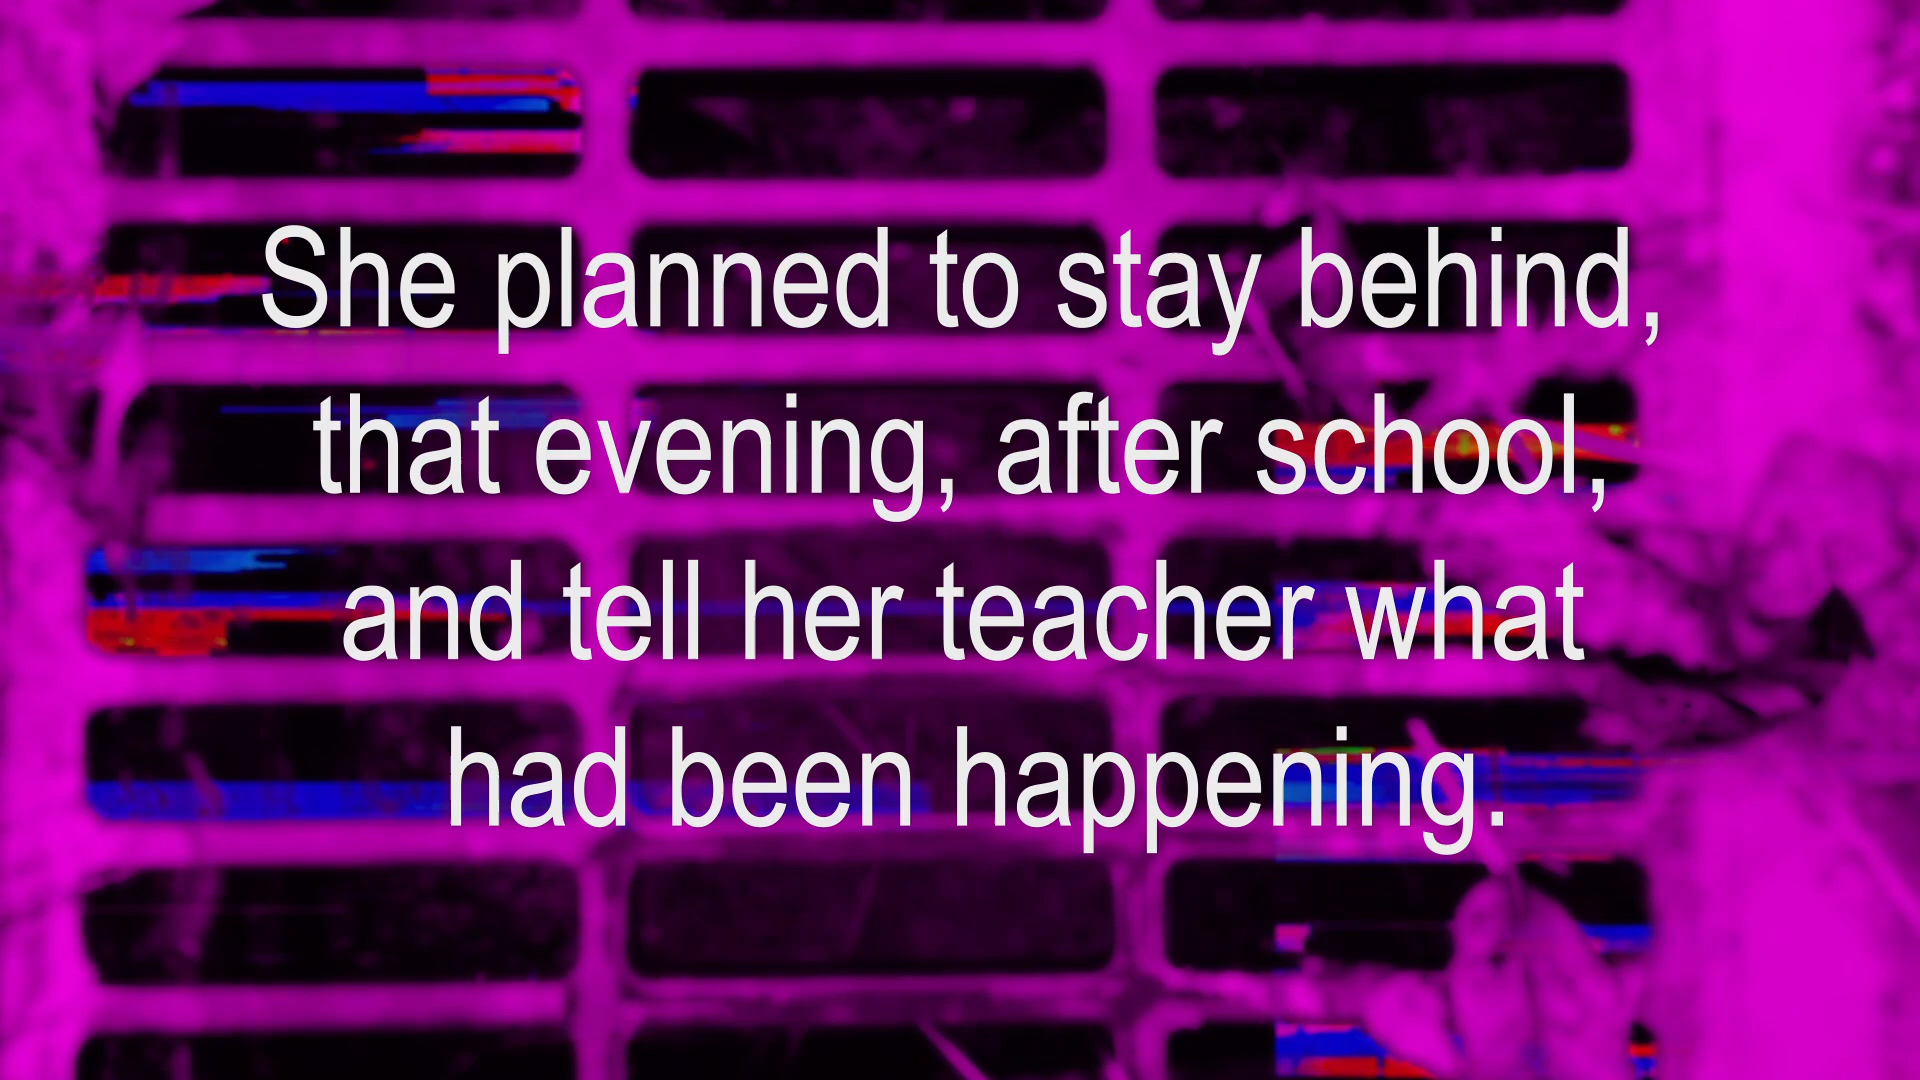 She planned to stay behind,
that evening, after school,
and tell her teacher what
had been happening.